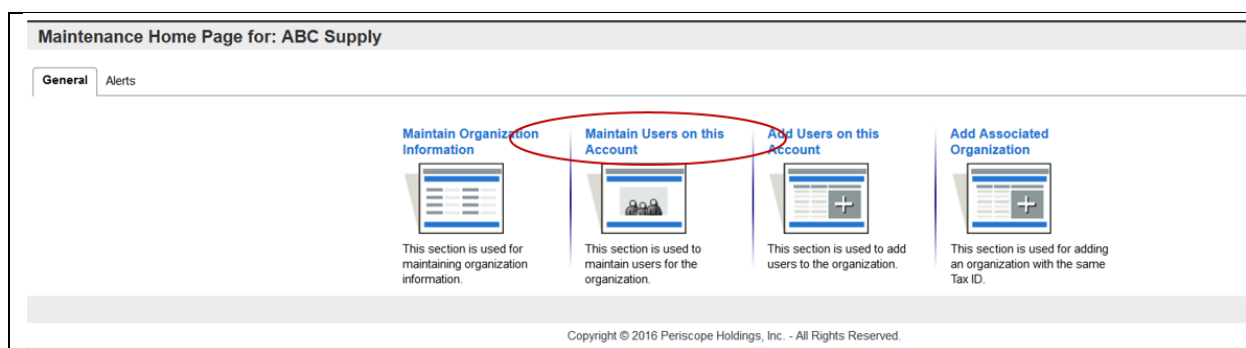 Maintenance Home Page for: ABC Supply
General
Alerts
Maintain Organization
Information
This section is used for
maintaining organization
information.
Maintain Users on this
Account
This section is used to
maintain users for the
organization.
Add Users on this
Account
This section is used to add
users to the organization.
Add Associated
Organization
This section is used for adding
an organization with the same
Tax ID.
Copyright © 2016 Periscope Holdings, Inc. - All Rights Reserved.